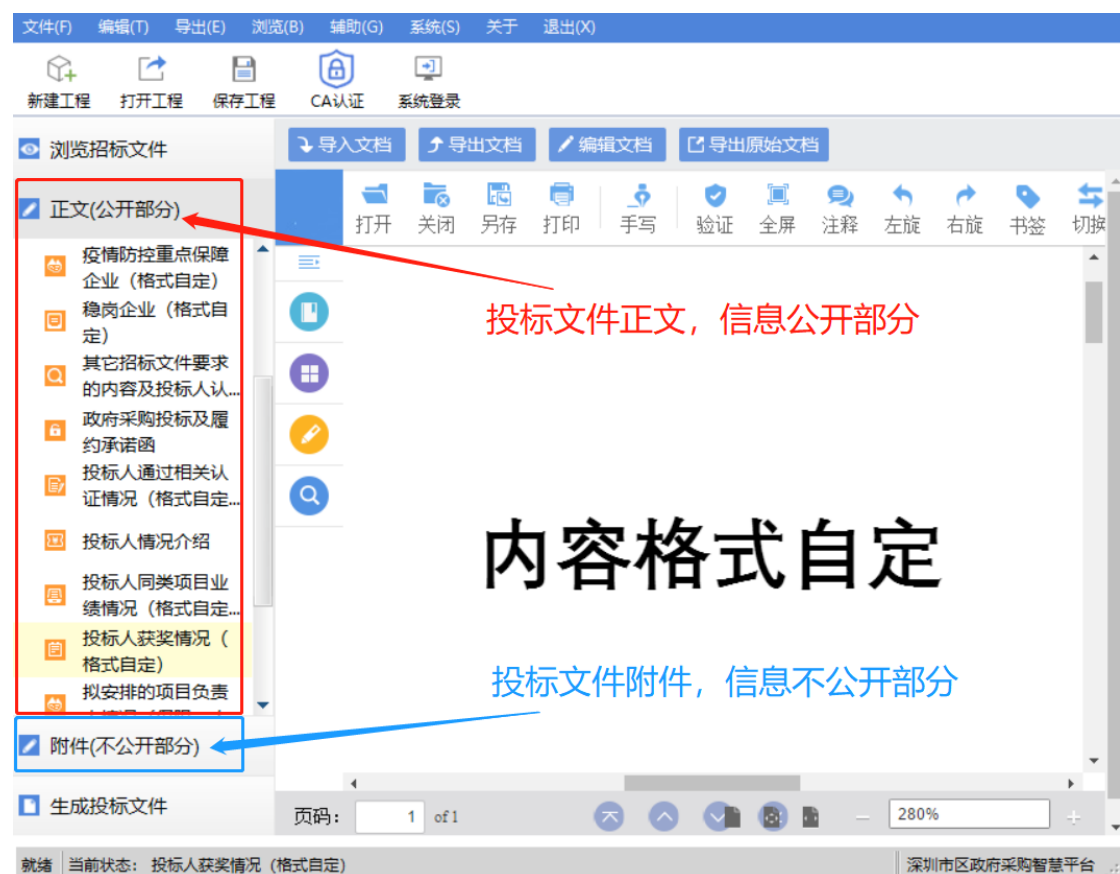 文件(F) 编辑(T) 导出(E) 浏览(B) 辅助(G) 系统(S) 关于 退出(X)
新建工程 打开工程 保存工程 CA认证 系统登录
浏览招标文件
导入文档 导出文档 编辑文档 导出原始文档
正文(公开部分)
打开 关闭 另存 打印 手写 验证 全屏 注释 左旋 右旋 书签 切换
疫情防控重点保障
企业（格式自定）
稳岗企业（格式自
定）
其它招标文件要求
的内容及投标人认...
政府采购投标及履
约承诺函
投标人通过相关认
证情况（格式自定...
投标人情况介绍
投标人同类项目业
绩情况（格式自定...
投标人获奖情况（
格式自定）
拟安排的项目负责
投标文件正文，信息公开部分
内容格式自定
投标文件附件，信息不公开部分
附件(不公开部分)
生成投标文件
页码: 1 of 1 280%
就绪 当前状态: 投标人获奖情况（格式自定） 深圳市区政府采购智慧平台